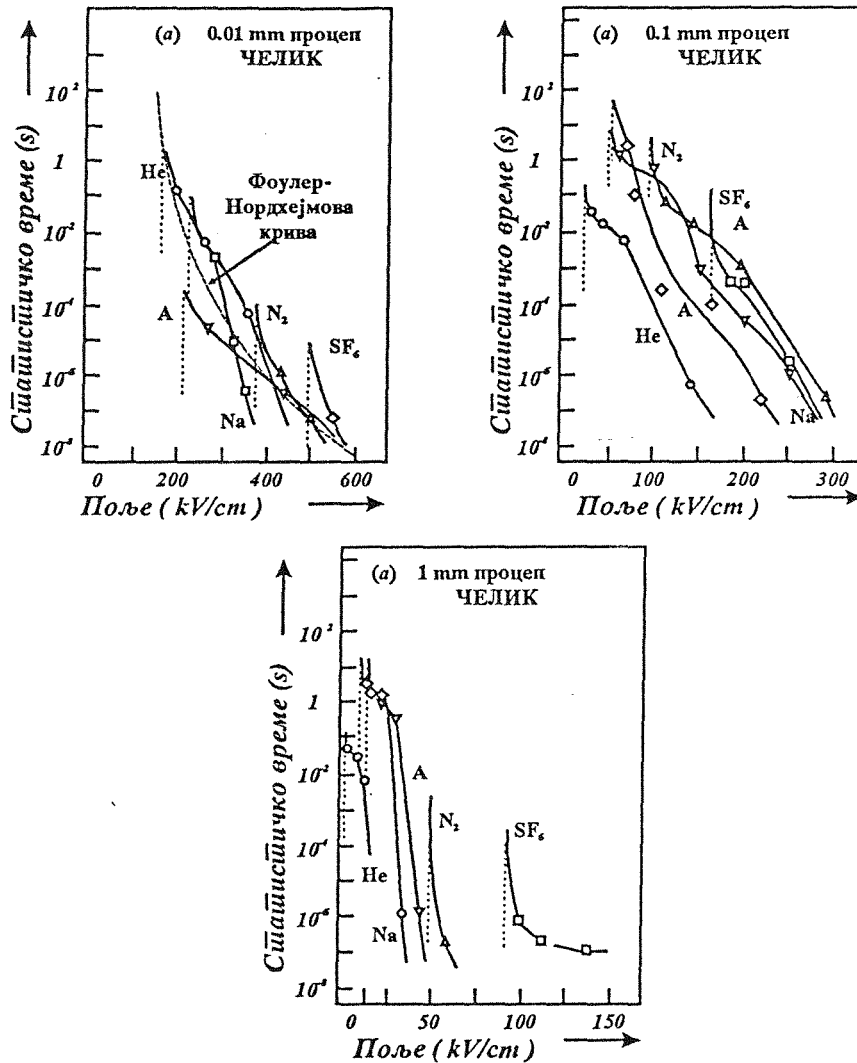 (а) 0.01 mm процеп
ЧЕЛИК
Статистичко време (s)
10²
1
10⁻⁴
10⁻⁶
10⁻⁸
He
Фоулер-
Нордхејмова
крива
A
N₂
SF₆
Na
0 200 400 600
Поље ( kV/cm )
(а) 0.1 mm процеп
ЧЕЛИК
Статистичко време (s)
10²
1
10⁻²
10⁻⁴
10⁻⁶
10⁻⁸
N₂
SF₆
A
A
He
Na
0 50 100 200 300
Поље ( kV/cm )
(а) 1 mm процеп
ЧЕЛИК
Статистичко време (s)
10²
1
10⁻²
10⁻⁴
10⁻⁶
10⁻⁸
A
N₂
SF₆
He
Na
0 50 100 150
Поље ( kV/cm )